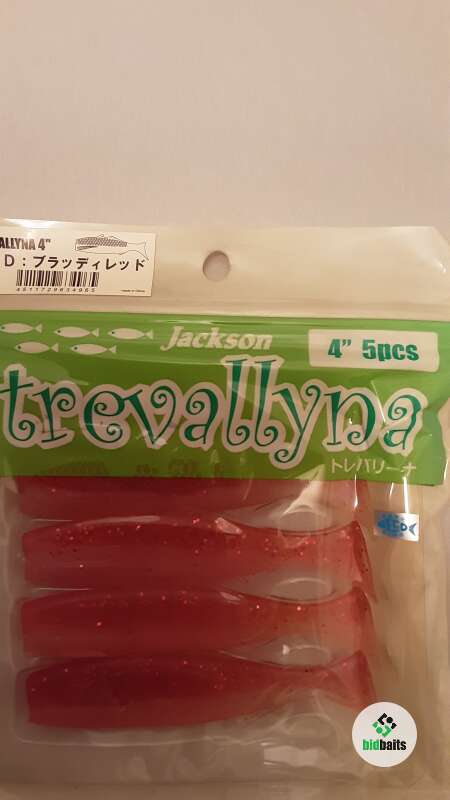 ALLYNA 4"
D：ブラッディレッド
4511729634965
Jackson
4" 5pcs
trevallyna
トレバリーナ
bidbaits